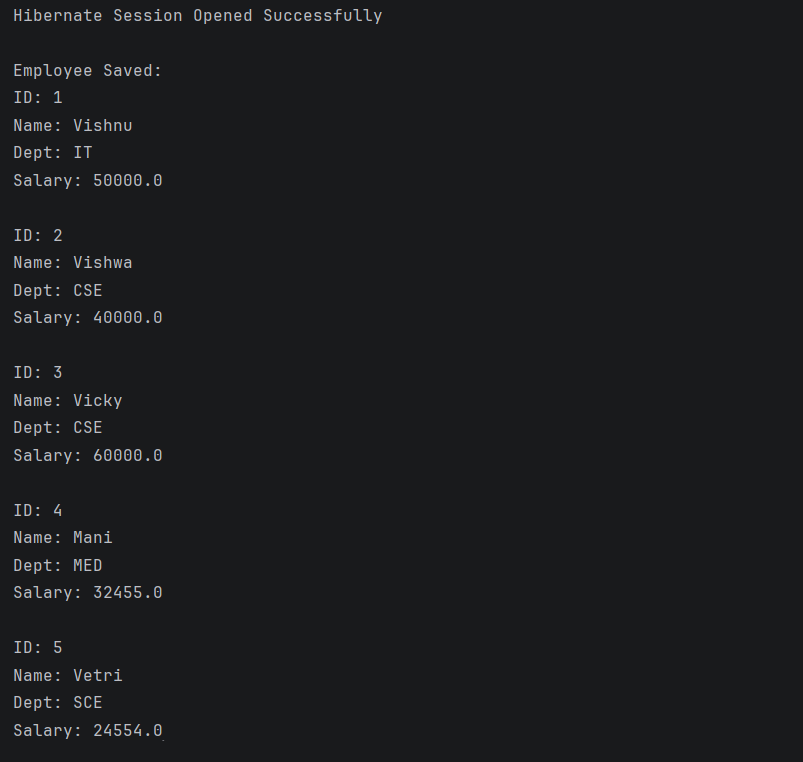 Hibernate Session Opened Successfully
Employee Saved:
ID: 1
Name: Vishnu
Dept: IT
Salary: 50000.0
ID: 2
Name: Vishwa
Dept: CSE
Salary: 40000.0
ID: 3
Name: Vicky
Dept: CSE
Salary: 60000.0
ID: 4
Name: Mani
Dept: MED
Salary: 32455.0
ID: 5
Name: Vetri
Dept: SCE
Salary: 24554.0